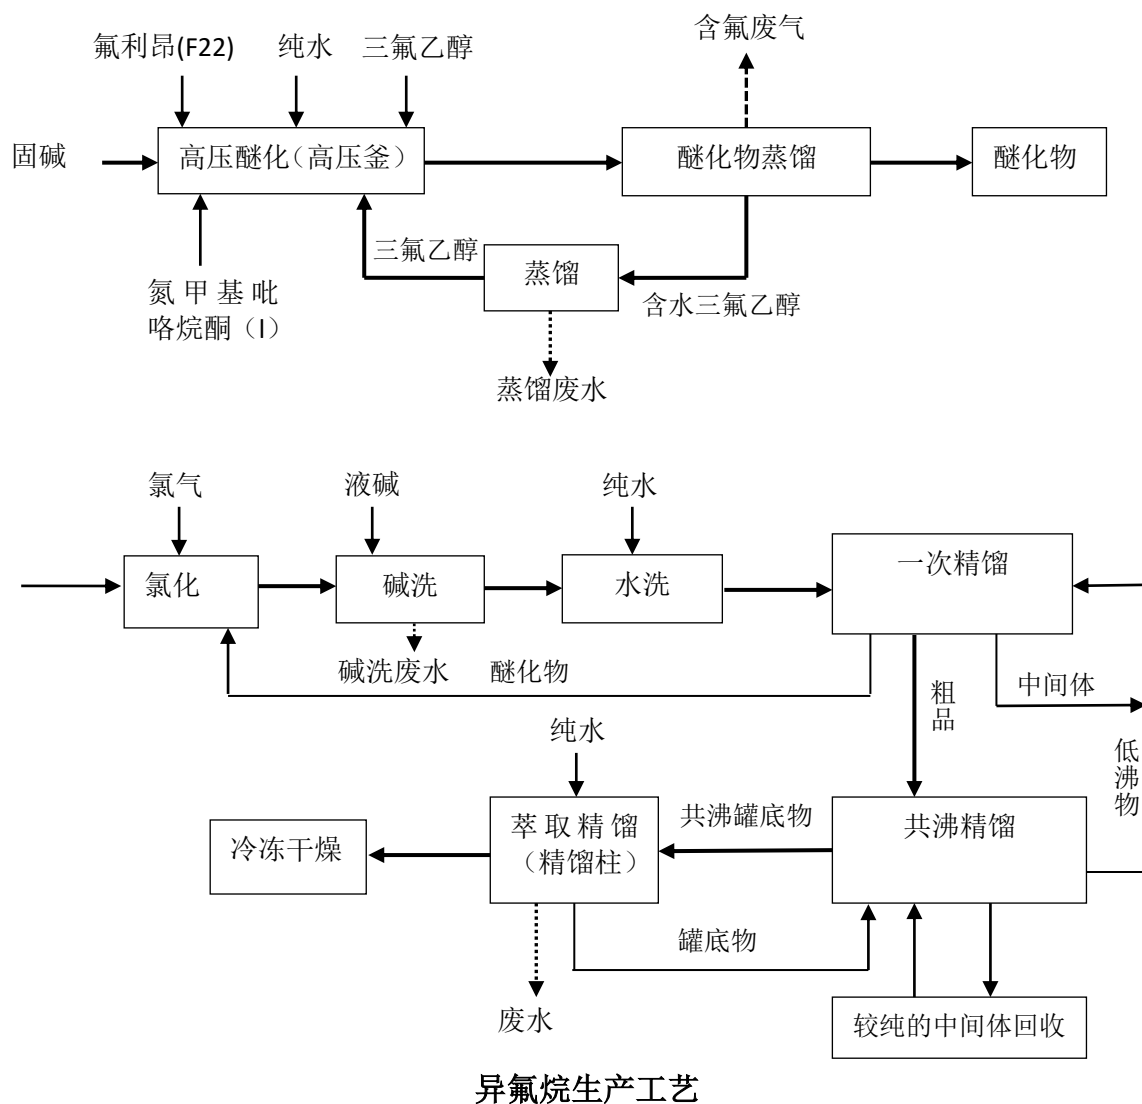 含氟废气
氟利昂(F22)
纯水
三氟乙醇
固碱
高压醚化（高压釜）
醚化物蒸馏
醚化物
三氟乙醇
蒸馏
含水三氟乙醇
氮甲基吡
咯烷酮（I）
蒸馏废水
氯气
液碱
纯水
氯化
碱洗
水洗
一次精馏
碱洗废水
醚化物
粗品
中间体
纯水
低沸物
萃取精馏
（精馏柱）
共沸罐底物
共沸精馏
冷冻干燥
罐底物
废水
较纯的中间体回收
异氟烷生产工艺